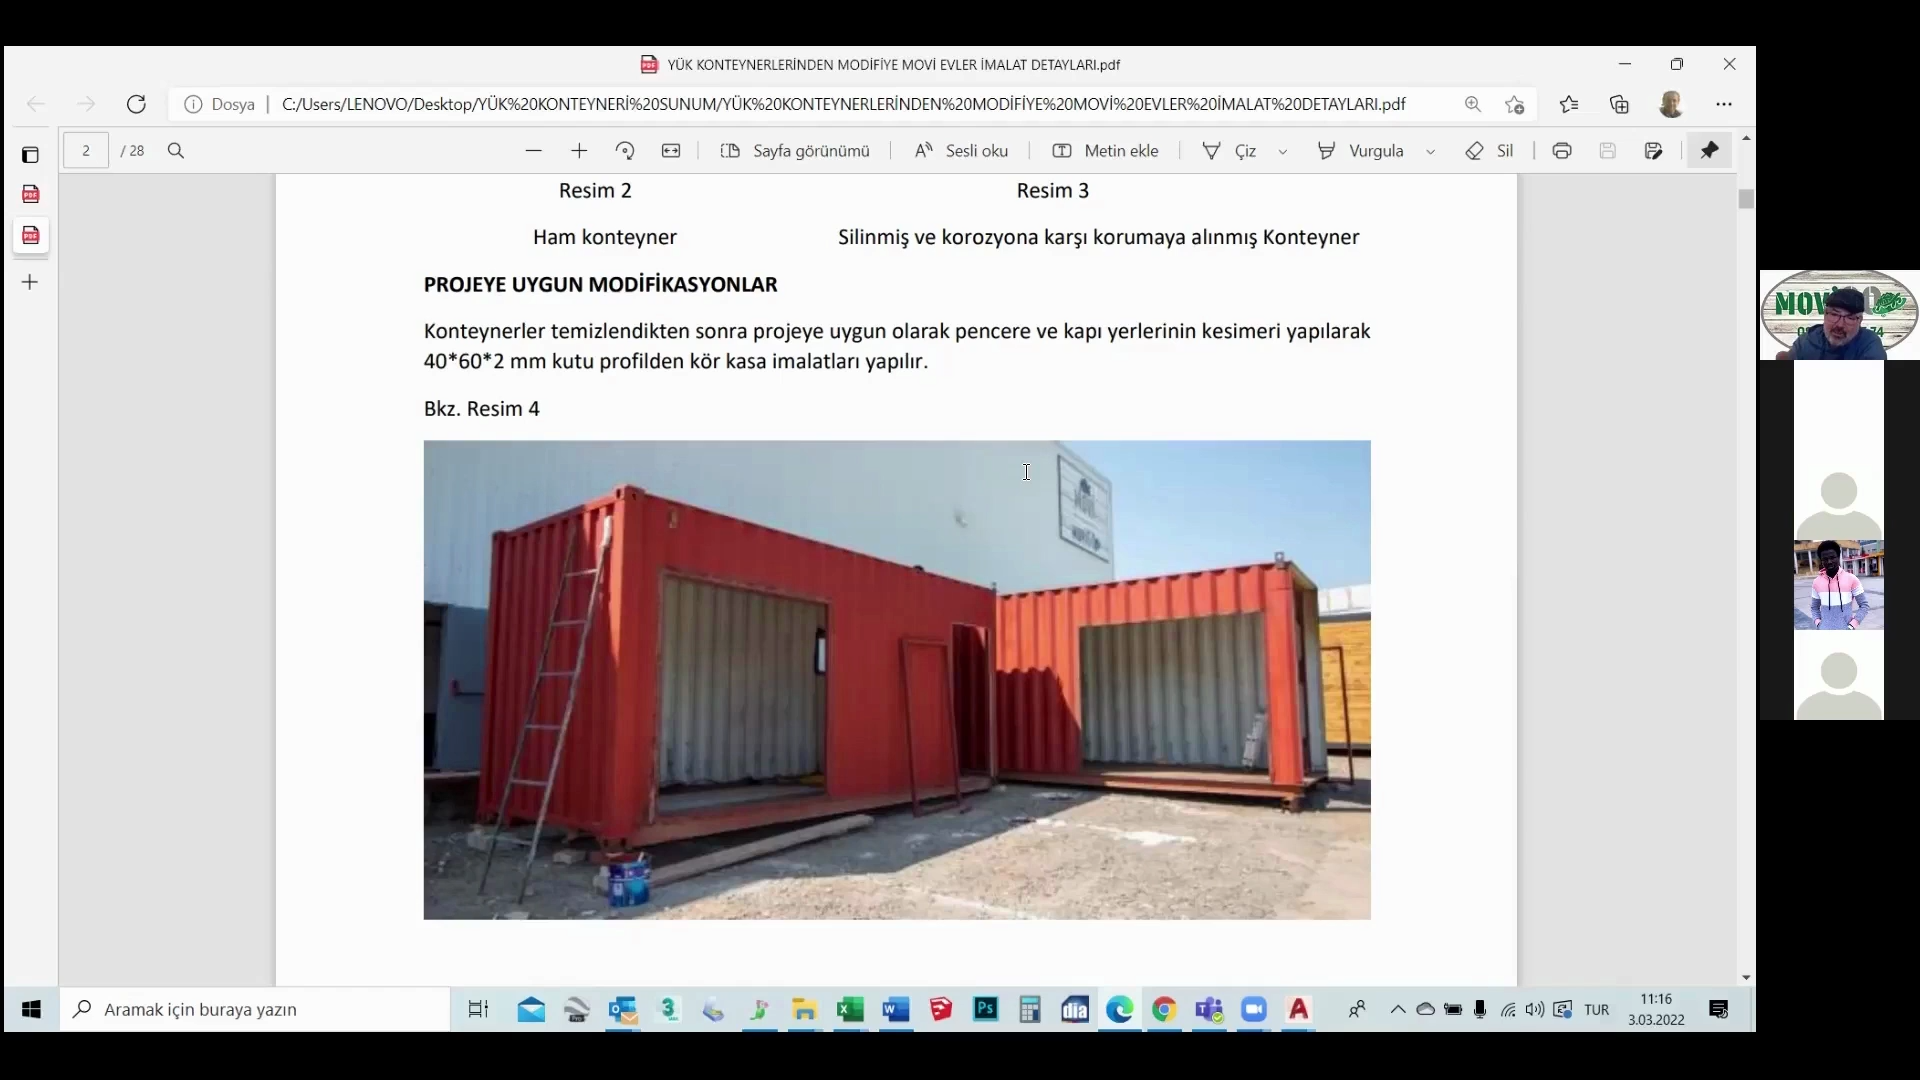 YÜK KONTEYNERLERİNDEN MODİFİYE MOVİ EVLER İMALAT DETAYLARI.pdf
Dosya
C:/Users/LENOVO/Desktop/YÜK%20KONTEYNERİ%20SUNUM/YÜK%20KONTEYNERLERİNDEN%20MODİFİYE%20MOVİ%20EVLER%20İMALAT%20DETAYLARI.pdf
2 / 28
Sayfa görünümü
Sesli oku
Metin ekle
Çiz
Vurgula
Sil
Resim 2 Resim 3
Ham konteyner Silinmiş ve korozyona karşı korumaya alınmış Konteyner
PROJEYE UYGUN MODİFİKASYONLAR
Konteynerler temizlendikten sonra projeye uygun olarak pencere ve kapı yerlerinin kesimeri yapılarak
40*60*2 mm kutu profilden kör kasa imalatları yapılır.
Bkz. Resim 4
Aramak için buraya yazın
Ps
dia
TUR
11:16
3.03.2022